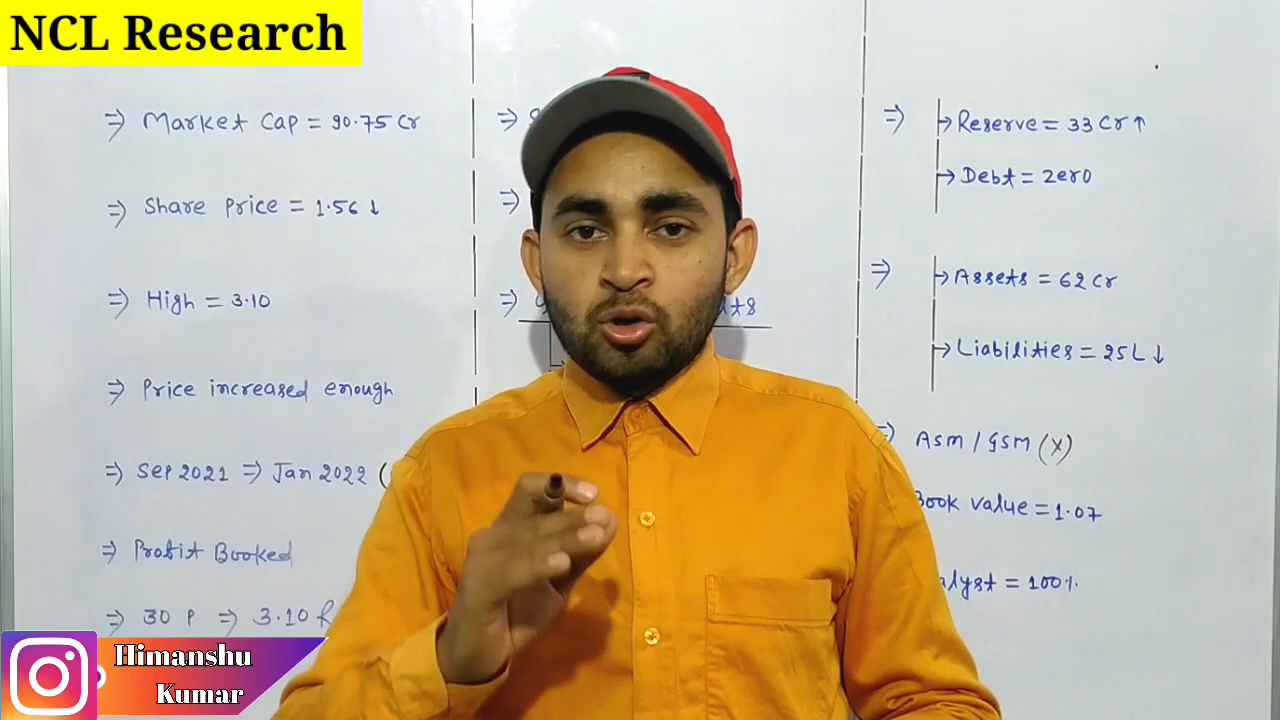 NCL Research
⇒ Market Cap = 90.75 Cr
⇒ Share Price = 1.56 ↓
⇒ High = 3.10
⇒ Price increased enough
⇒ Sep 2021 ⇒ Jan 2022 (
⇒ Profit Booked
⇒ 30 P ⇒ 3.10 R
⇒
⇒
⇒
⇒ → Reserve = 33 Cr ↑
→ Debt = Zero
⇒ → Assets = 62 Cr
→ Liabilities = 25 L ↓
⇒ ASM / GSM (X)
Book value = 1.07
= 100%
Himanshu
Kumar